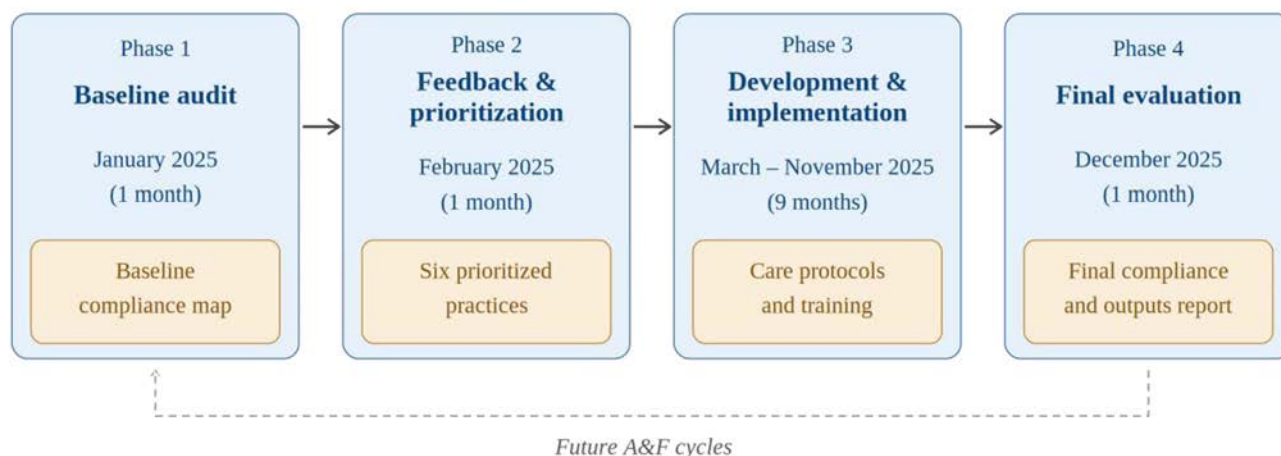 Phase 1
Baseline audit
January 2025
(1 month)
Baseline
compliance map
Phase 2
Feedback &
prioritization
February 2025
(1 month)
Six prioritized
practices
Phase 3
Development &
implementation
March – November 2025
(9 months)
Care protocols
and training
Phase 4
Final evaluation
December 2025
(1 month)
Final compliance
and outputs report
Future A&F cycles